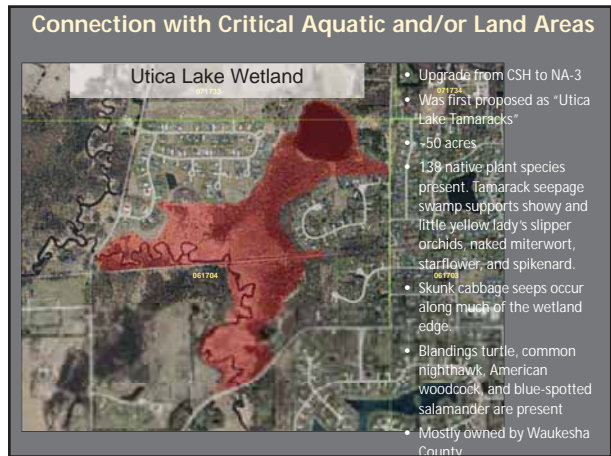 Connection with Critical Aquatic and/or Land Areas
Utica Lake Wetland
071733
071734
061704
061703
• Upgrade from CSH to NA-3
• Was first proposed as “Utica
Lake Tamaracks”
• ~50 acres
• 138 native plant species
present. Tamarack seepage
swamp supports showy and
little yellow lady's slipper
orchids, naked miterwort,
starflower, and spikenard.
• Skunk cabbage seeps occur
along much of the wetland
edge.
• Blandings turtle, common
nighthawk, American
woodcock, and blue-spotted
salamander are present
• Mostly owned by Waukesha
County